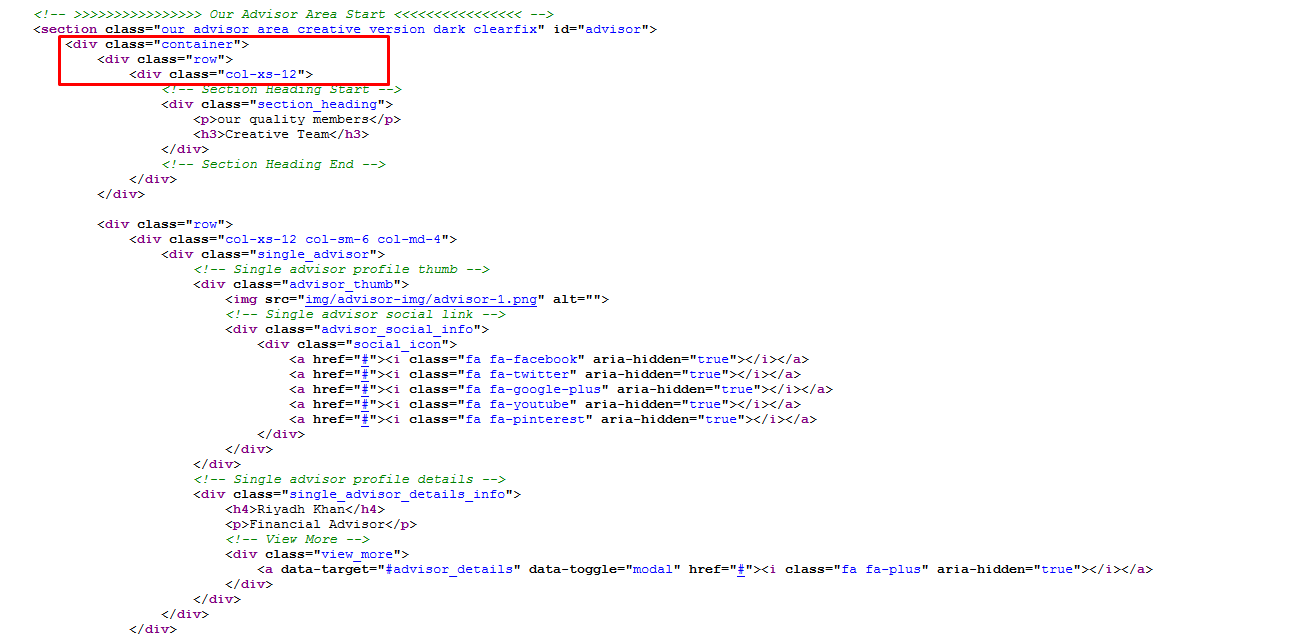 <!-- >>>>>>>>>>>>>>>> Our Advisor Area Start <<<<<<<<<<<<<<<< -->
<section class="our_advisor_area creative_version dark clearfix" id="advisor">
<div class="container">
<div class="row">
<div class="col-xs-12">
<!-- Section Heading Start -->
<div class="section_heading">
<p>our quality members</p>
<h3>Creative Team</h3>
</div>
<!-- Section Heading End -->
</div>
</div>
<div class="row">
<div class="col-xs-12 col-sm-6 col-md-4">
<div class="single_advisor">
<!-- Single advisor profile thumb -->
<div class="advisor_thumb">
<img src="img/advisor-img/advisor-1.png" alt="">
<!-- Single advisor social link -->
<div class="advisor_social_info">
<div class="social_icon">
<a href="#"><i class="fa fa-facebook" aria-hidden="true"></i></a>
<a href="#"><i class="fa fa-twitter" aria-hidden="true"></i></a>
<a href="#"><i class="fa fa-google-plus" aria-hidden="true"></i></a>
<a href="#"><i class="fa fa-youtube" aria-hidden="true"></i></a>
<a href="#"><i class="fa fa-pinterest" aria-hidden="true"></i></a>
</div>
</div>
</div>
<!-- Single advisor profile details -->
<div class="single_advisor_details_info">
<h4>Riyadh Khan</h4>
<p>Financial Advisor</p>
<!-- View More -->
<div class="view_more">
<a data-target="#advisor_details" data-toggle="modal" href="#"><i class="fa fa-plus" aria-hidden="true"></i></a>
</div>
</div>
</div>
</div>